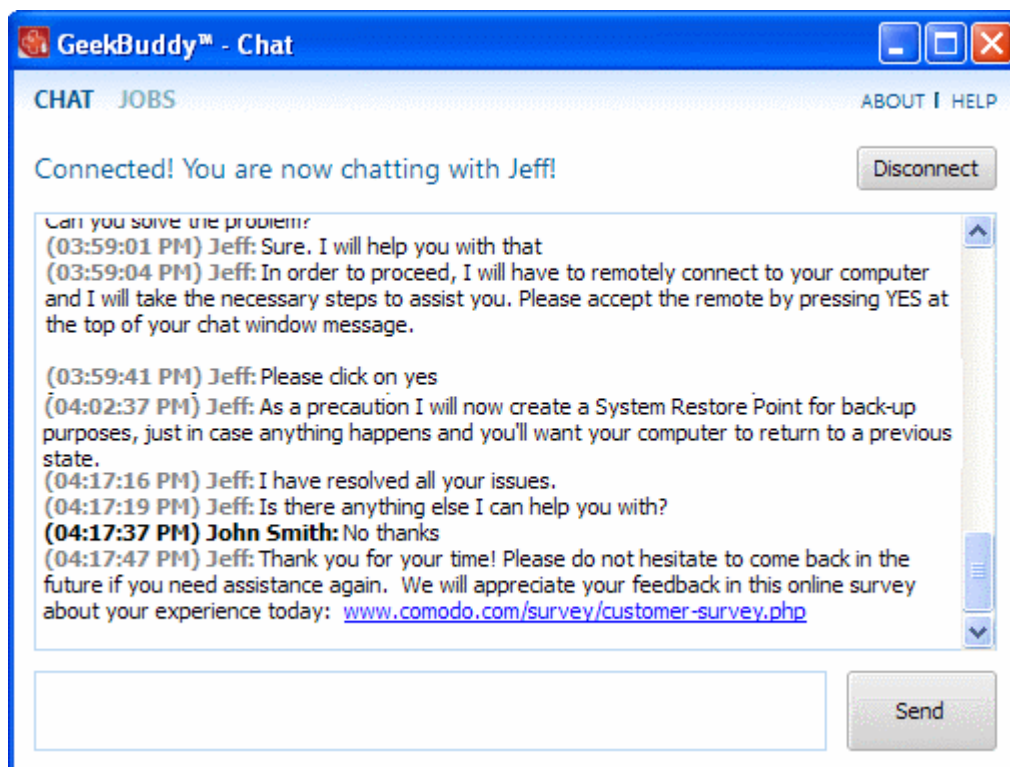 GeekBuddy™ - Chat
CHAT JOBS ABOUT | HELP
Connected! You are now chatting with Jeff! Disconnect
Can you solve the problem?
(03:59:01 PM) Jeff: Sure. I will help you with that
(03:59:04 PM) Jeff: In order to proceed, I will have to remotely connect to your computer
and I will take the necessary steps to assist you. Please accept the remote by pressing YES at
the top of your chat window message.
(03:59:41 PM) Jeff: Please click on yes
(04:02:37 PM) Jeff: As a precaution I will now create a System Restore Point for back-up
purposes, just in case anything happens and you'll want your computer to return to a previous
state.
(04:17:16 PM) Jeff: I have resolved all your issues.
(04:17:19 PM) Jeff: Is there anything else I can help you with?
(04:17:37 PM) John Smith: No thanks
(04:17:47 PM) Jeff: Thank you for your time! Please do not hesitate to come back in the
future if you need assistance again.  We will appreciate your feedback in this online survey
about your experience today:  www.comodo.com/survey/customer-survey.php
Send